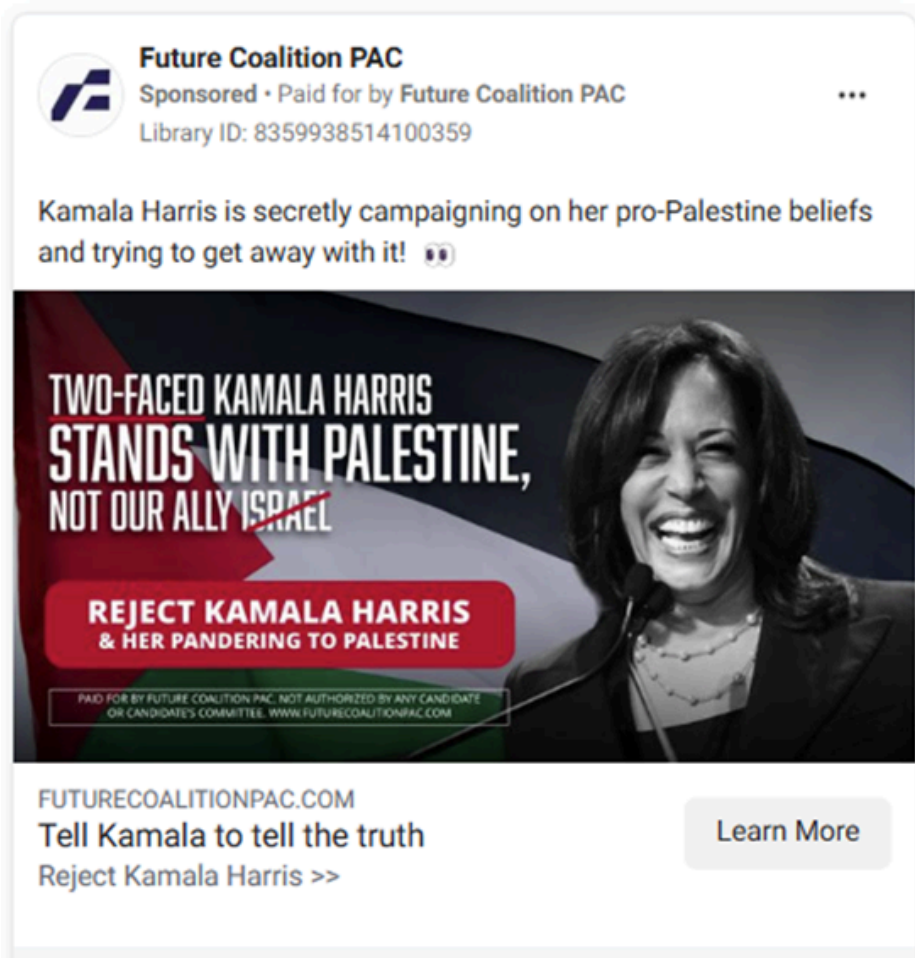 Future Coalition PAC
Sponsored • Paid for by Future Coalition PAC
Library ID: 8359938514100359
Kamala Harris is secretly campaigning on her pro-Palestine beliefs
and trying to get away with it! 👀
TWO-FACED KAMALA HARRIS
STANDS WITH PALESTINE,
NOT OUR ALLY ISRAEL
REJECT KAMALA HARRIS
& HER PANDERING TO PALESTINE
PAID FOR BY FUTURE COALITION PAC. NOT AUTHORIZED BY ANY CANDIDATE
OR CANDIDATE'S COMMITTEE. WWW.FUTURECOALITIONPAC.COM
FUTURECOALITIONPAC.COM
Tell Kamala to tell the truth
Reject Kamala Harris >>
Learn More